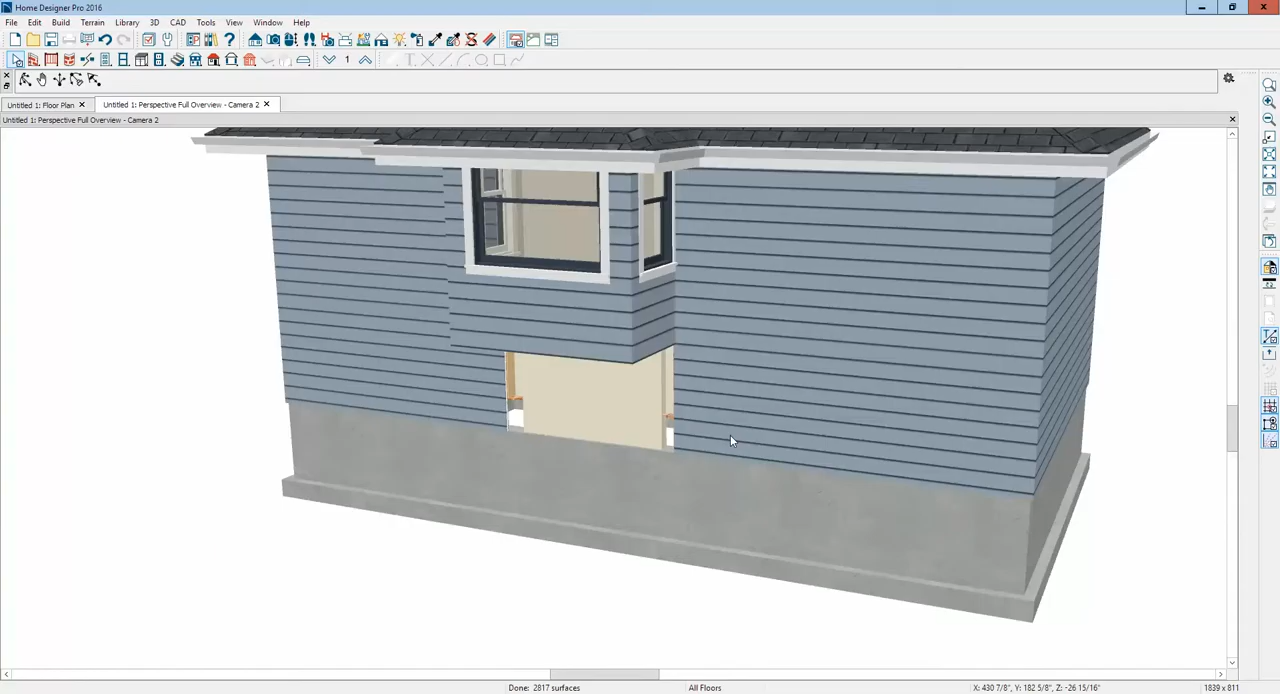 Home Designer Pro 2016
File Edit Build Terrain Library 3D CAD Tools View Window Help
1
Untitled 1: Floor Plan Untitled 1: Perspective Full Overview - Camera 2
Untitled 1: Perspective Full Overview - Camera 2
Done: 2817 surfaces All Floors X: 430 7/8", Y: 182 5/8", Z: -26 15/16" 1839 x 811